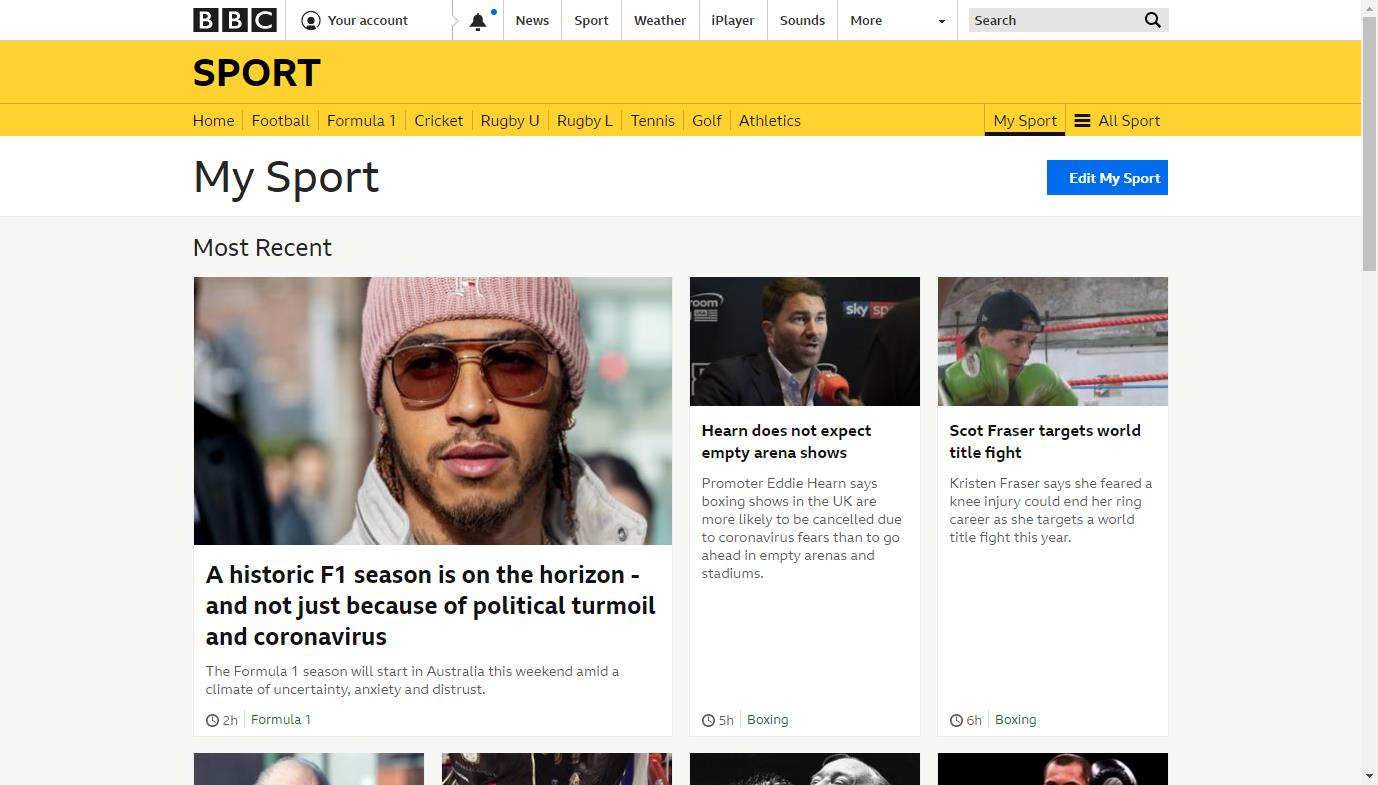 BBC
Your account
News
Sport
Weather
iPlayer
Sounds
More
Search
SPORT
Home
Football
Formula 1
Cricket
Rugby U
Rugby L
Tennis
Golf
Athletics
My Sport
All Sport
My Sport
Edit My Sport
Most Recent
H
room
USA
sky sp
A historic F1 season is on the horizon -
and not just because of political turmoil
and coronavirus
The Formula 1 season will start in Australia this weekend amid a
climate of uncertainty, anxiety and distrust.
2h
Formula 1
Hearn does not expect
empty arena shows
Promoter Eddie Hearn says
boxing shows in the UK are
more likely to be cancelled due
to coronavirus fears than to go
ahead in empty arenas and
stadiums.
5h
Boxing
Scot Fraser targets world
title fight
Kristen Fraser says she feared a
knee injury could end her ring
career as she targets a world
title fight this year.
6h
Boxing